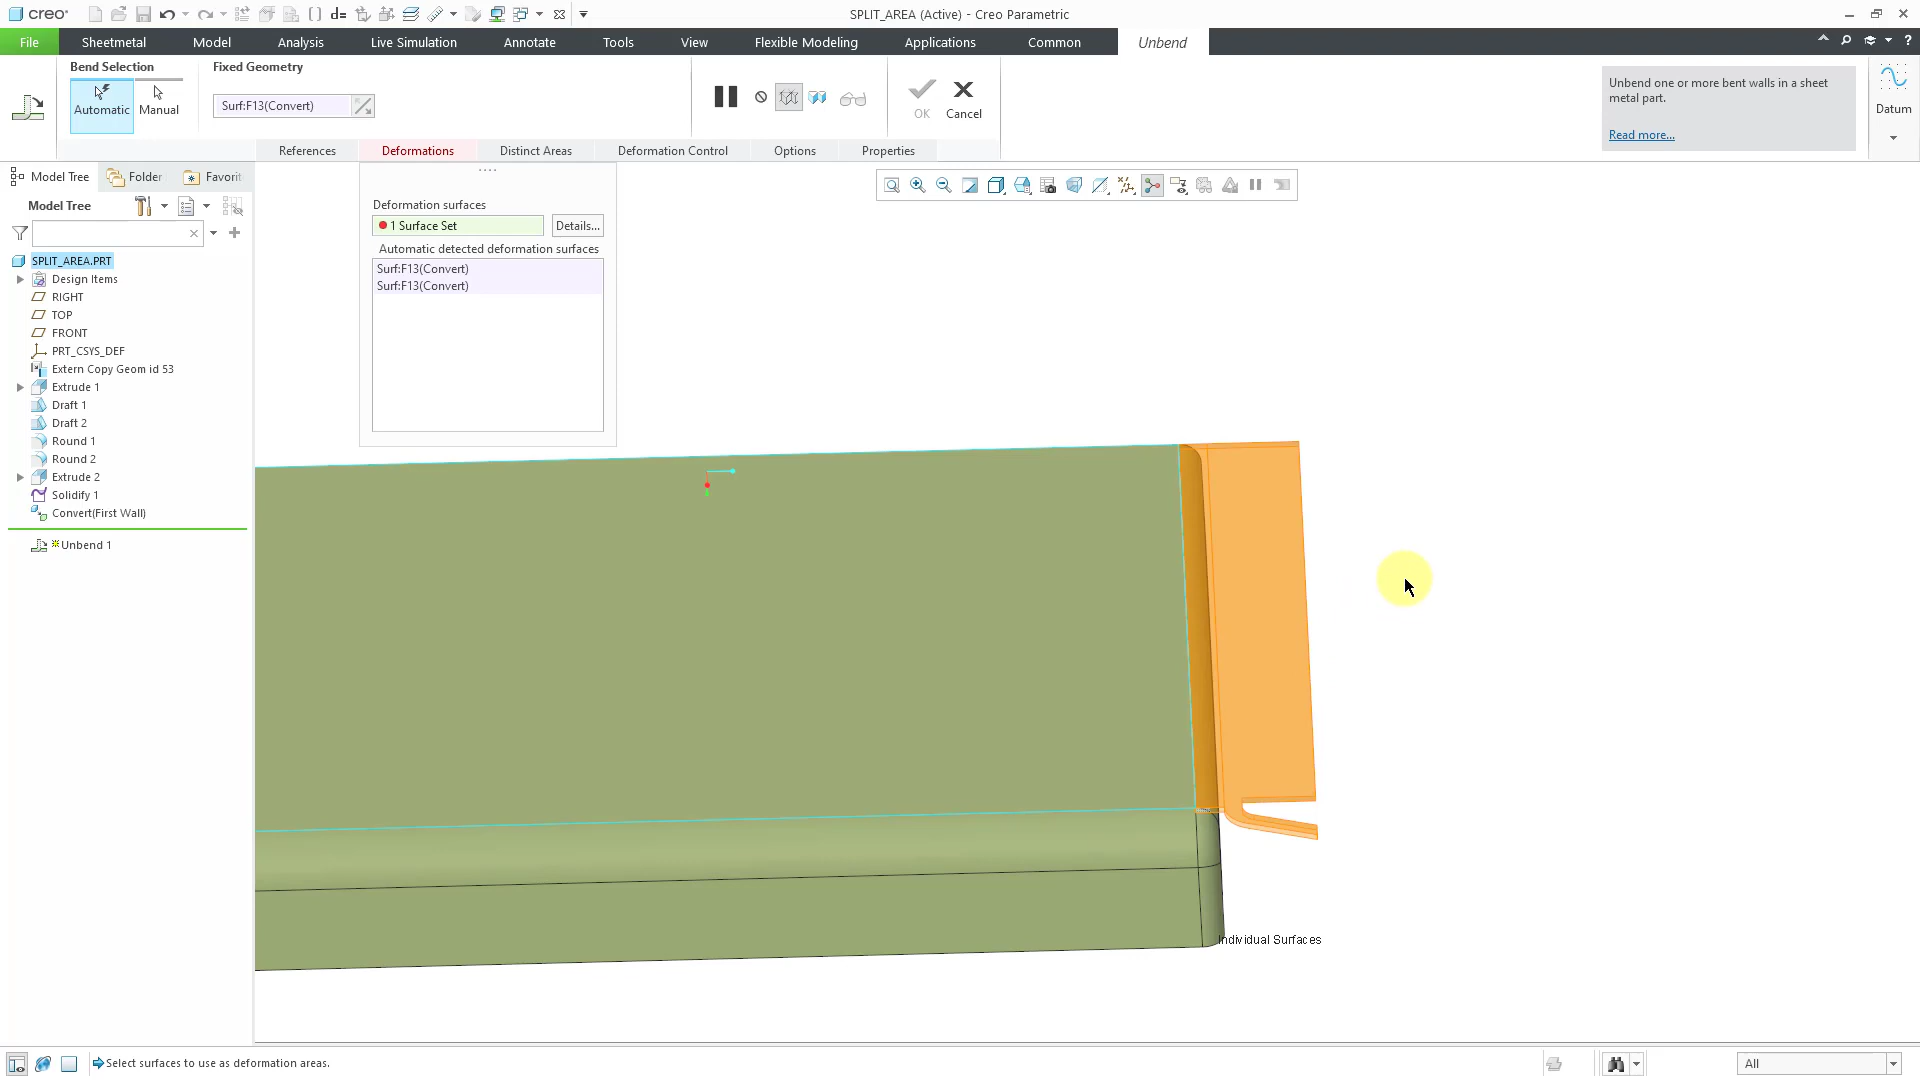 creo
SPLIT_AREA (Active) - Creo Parametric
File
Sheetmetal
Model
Analysis
Live Simulation
Annotate
Tools
View
Flexible Modeling
Applications
Common
Unbend
Bend Selection
Fixed Geometry
Automatic
Manual
Surf:F13(Convert)
OK
Cancel
Unbend one or more bent walls in a sheet
metal part.
Read more...
Datum
References
Deformations
Distinct Areas
Deformation Control
Options
Properties
Model Tree
Folder
Favorit
Model Tree
SPLIT_AREA.PRT
Design Items
RIGHT
TOP
FRONT
PRT_CSYS_DEF
Extern Copy Geom id 53
Extrude 1
Draft 1
Draft 2
Round 1
Round 2
Extrude 2
Solidify 1
Convert(First Wall)
Unbend 1
Deformation surfaces
1 Surface Set
Details...
Automatic detected deformation surfaces
Surf:F13(Convert)
Surf:F13(Convert)
Individual Surfaces
Select surfaces to use as deformation areas.
All